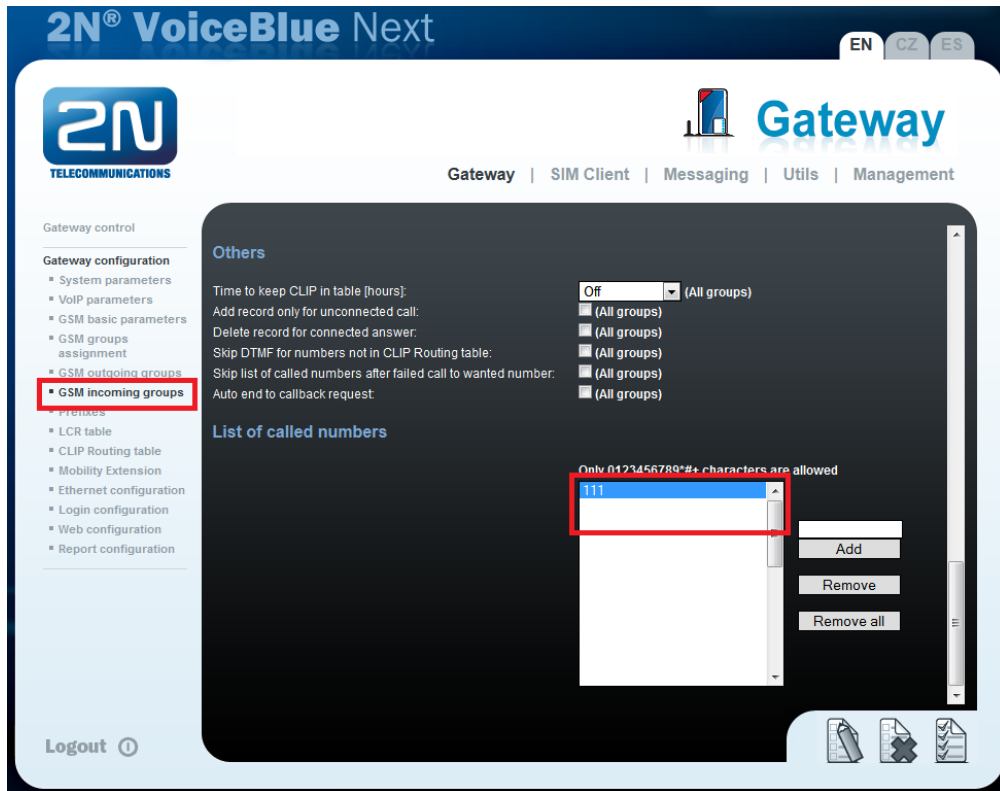 2N® VoiceBlue Next
EN CZ ES
2N
TELECOMMUNICATIONS
Gateway
Gateway | SIM Client | Messaging | Utils | Management
Gateway control
Gateway configuration
System parameters
VoIP parameters
GSM basic parameters
GSM groups
assignment
GSM outgoing groups
GSM incoming groups
Prefixes
LCR table
CLIP Routing table
Mobility Extension
Ethernet configuration
Login configuration
Web configuration
Report configuration
Logout
Others
Time to keep CLIP in table [hours]: Off (All groups)
Add record only for unconnected call: (All groups)
Delete record for connected answer: (All groups)
Skip DTMF for numbers not in CLIP Routing table: (All groups)
Skip list of called numbers after failed call to wanted number: (All groups)
Auto end to callback request: (All groups)
List of called numbers
Only 0123456789*#+ characters are allowed
111
Add
Remove
Remove all